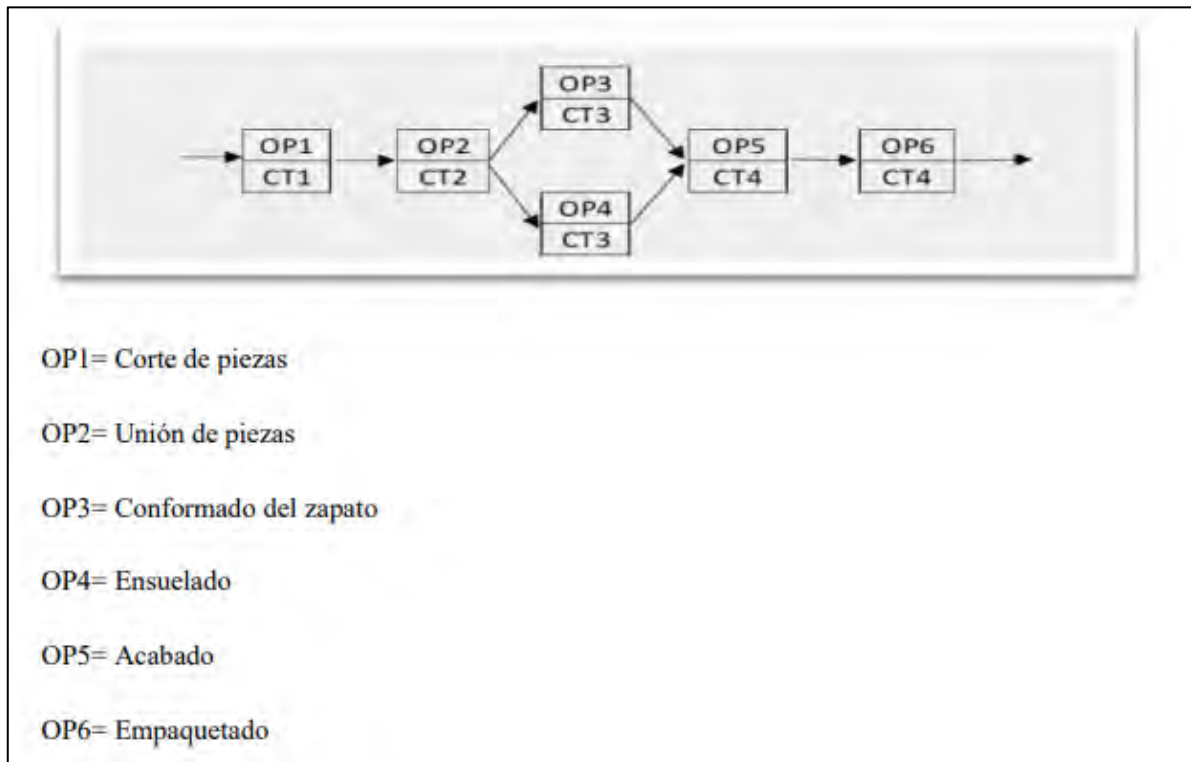 OP1
CT1
OP2
CT2
OP3
CT3
OP4
CT3
OP5
CT4
OP6
CT4
OP1= Corte de piezas
OP2= Unión de piezas
OP3= Conformado del zapato
OP4= Ensuelado
OP5= Acabado
OP6= Empaquetado